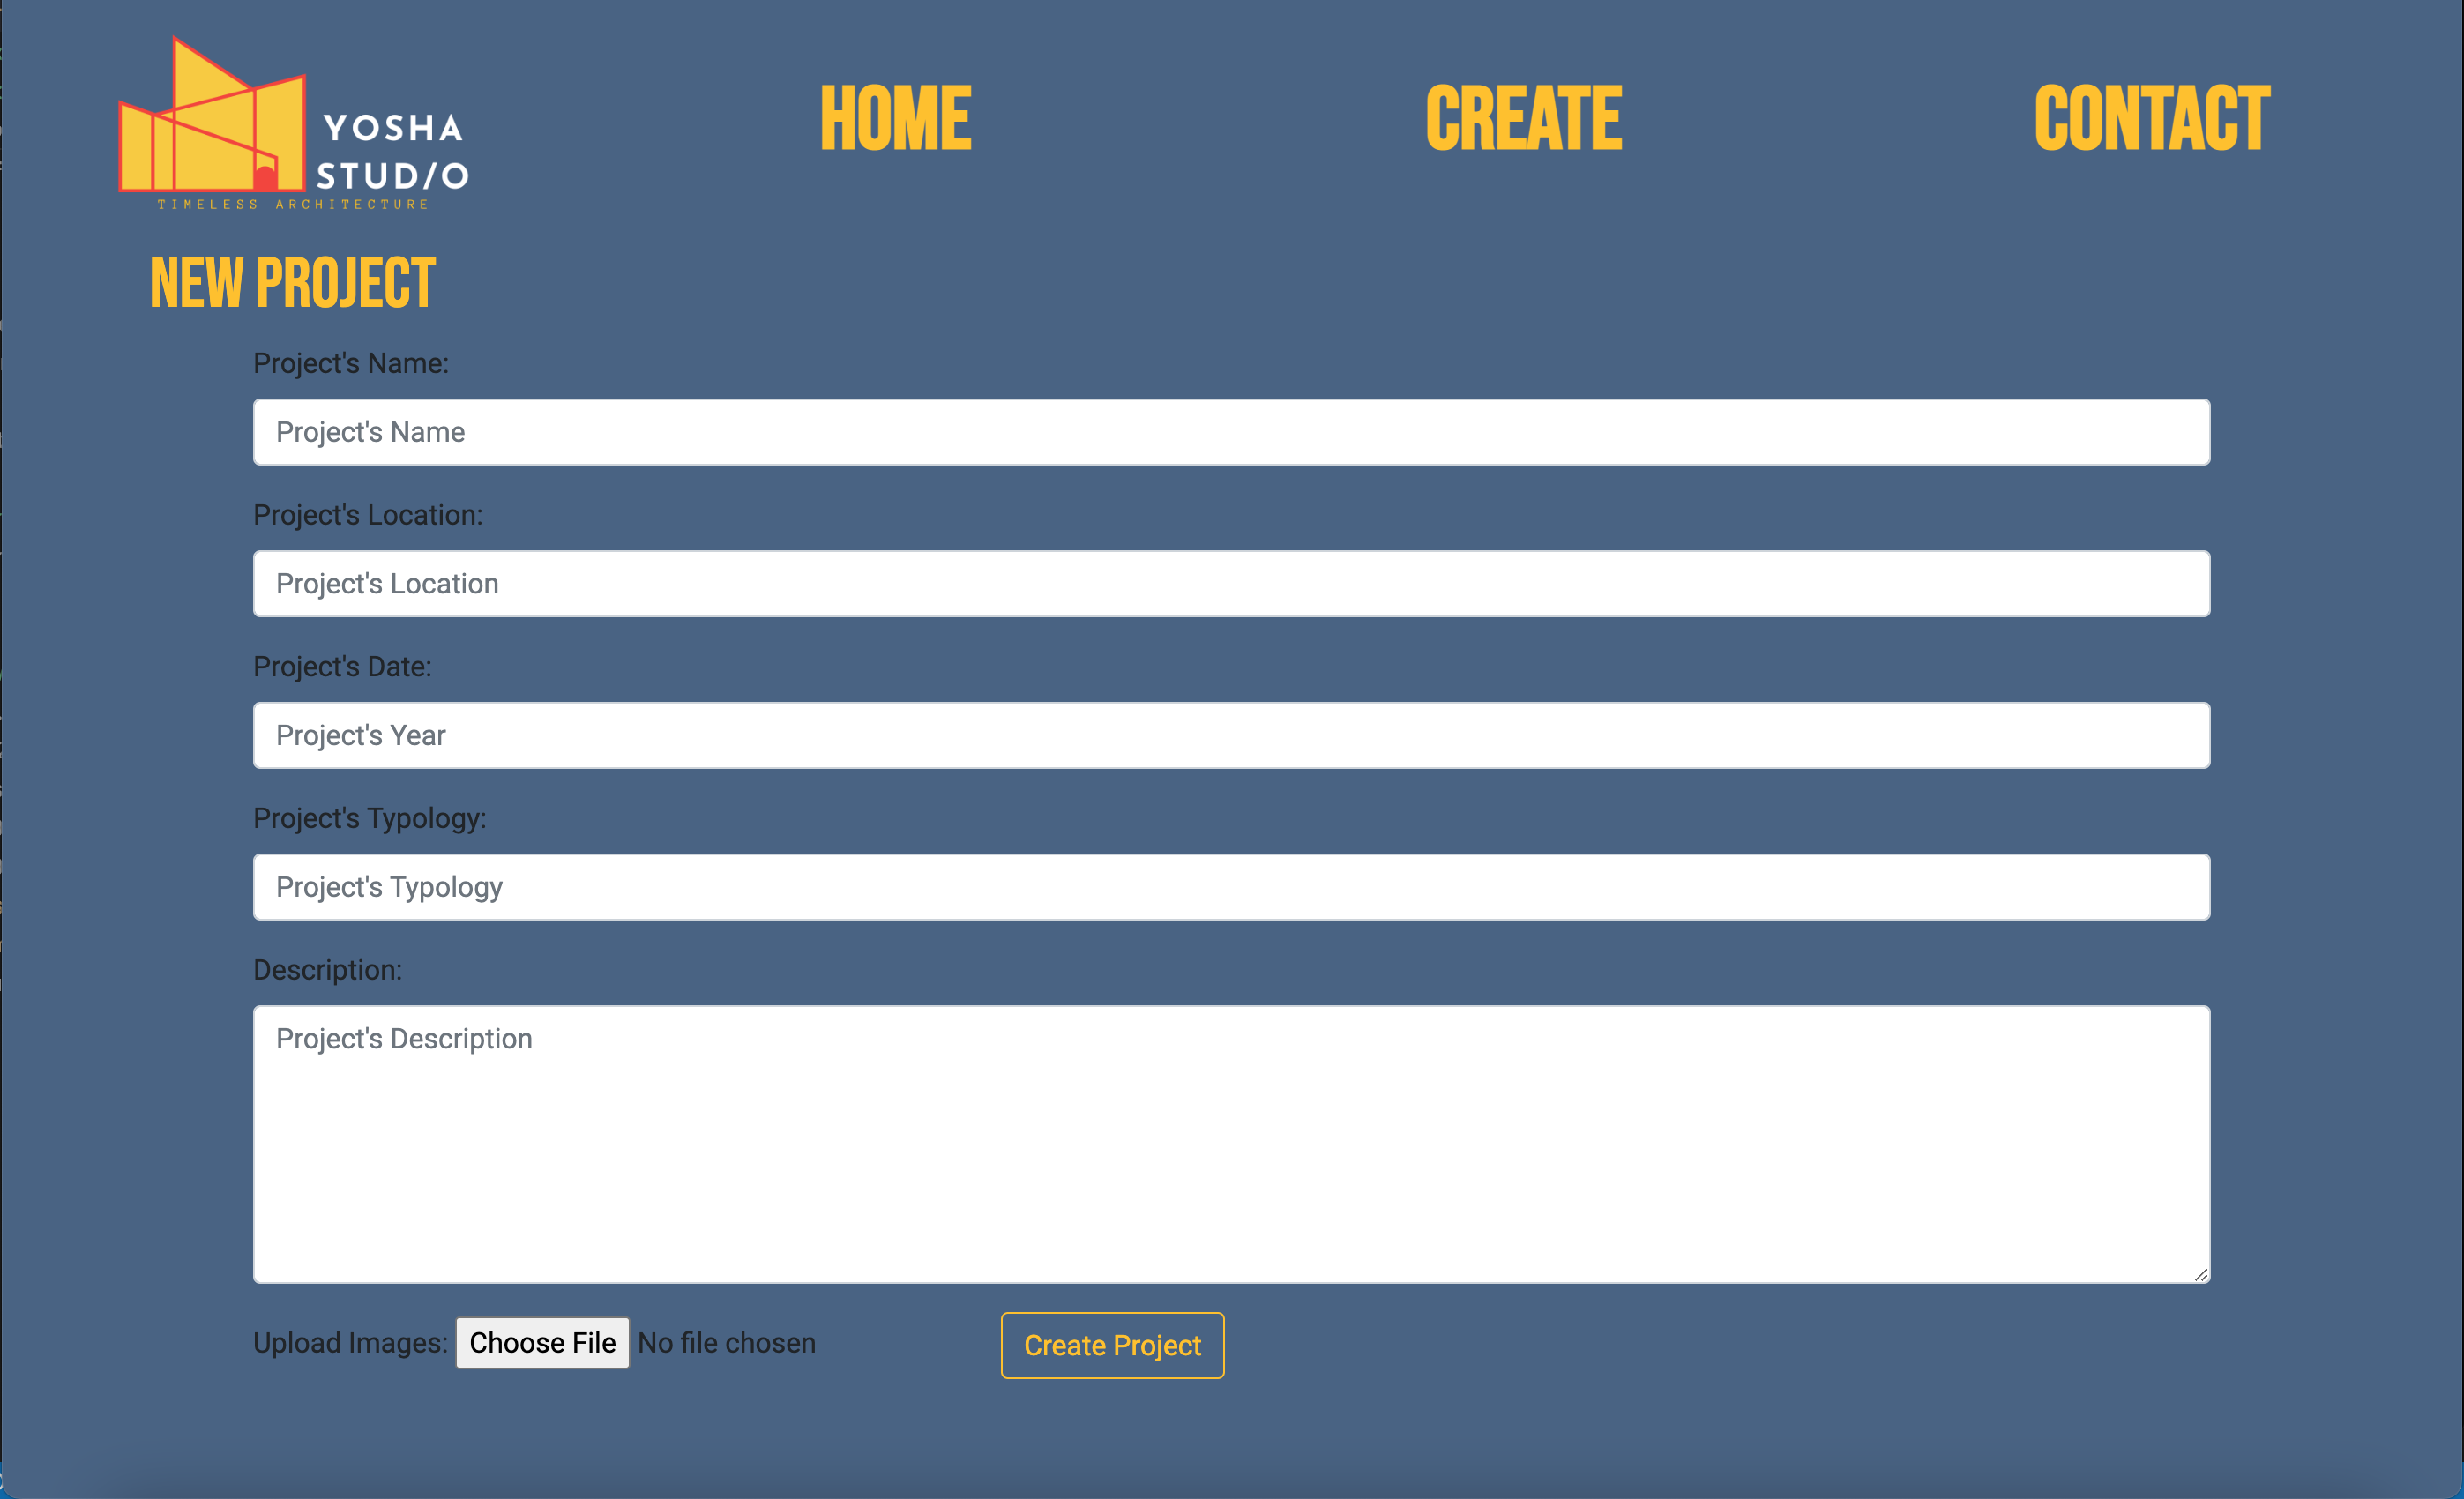 YOSHA
STUD/O
TIMELESS ARCHITECTURE
HOME
CREATE
CONTACT
NEW PROJECT
Project's Name:
Project's Name
Project's Location:
Project's Location
Project's Date:
Project's Year
Project's Typology:
Project's Typology
Description:
Project's Description
Upload Images: Choose File No file chosen
Create Project